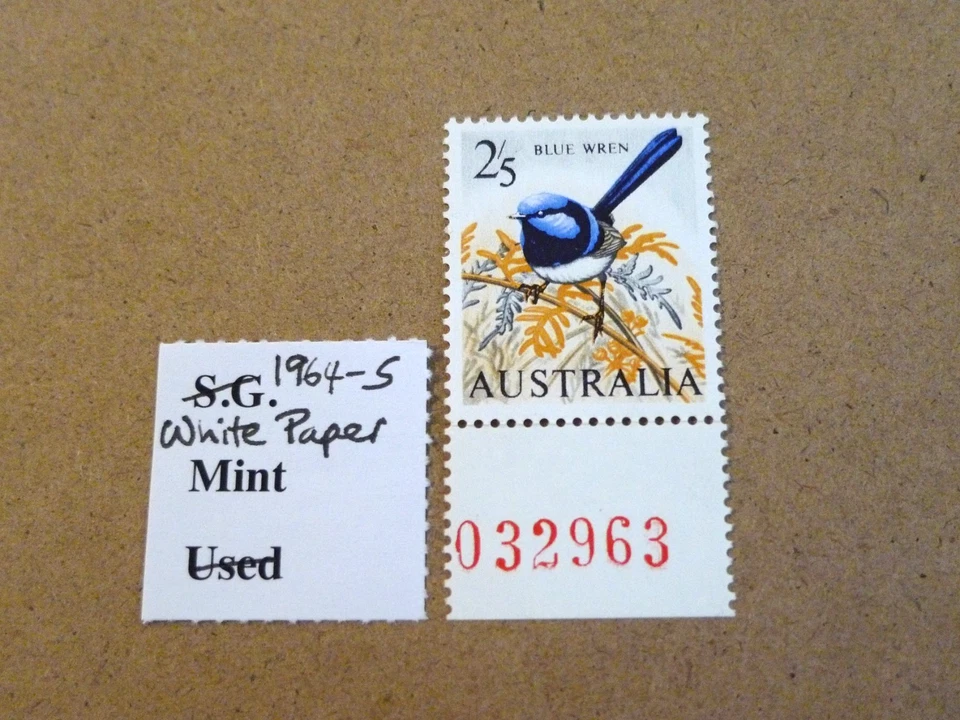 2/5 BLUE WREN
AUSTRALIA
032963
S.G. 1964-5
White Paper
Mint
Used